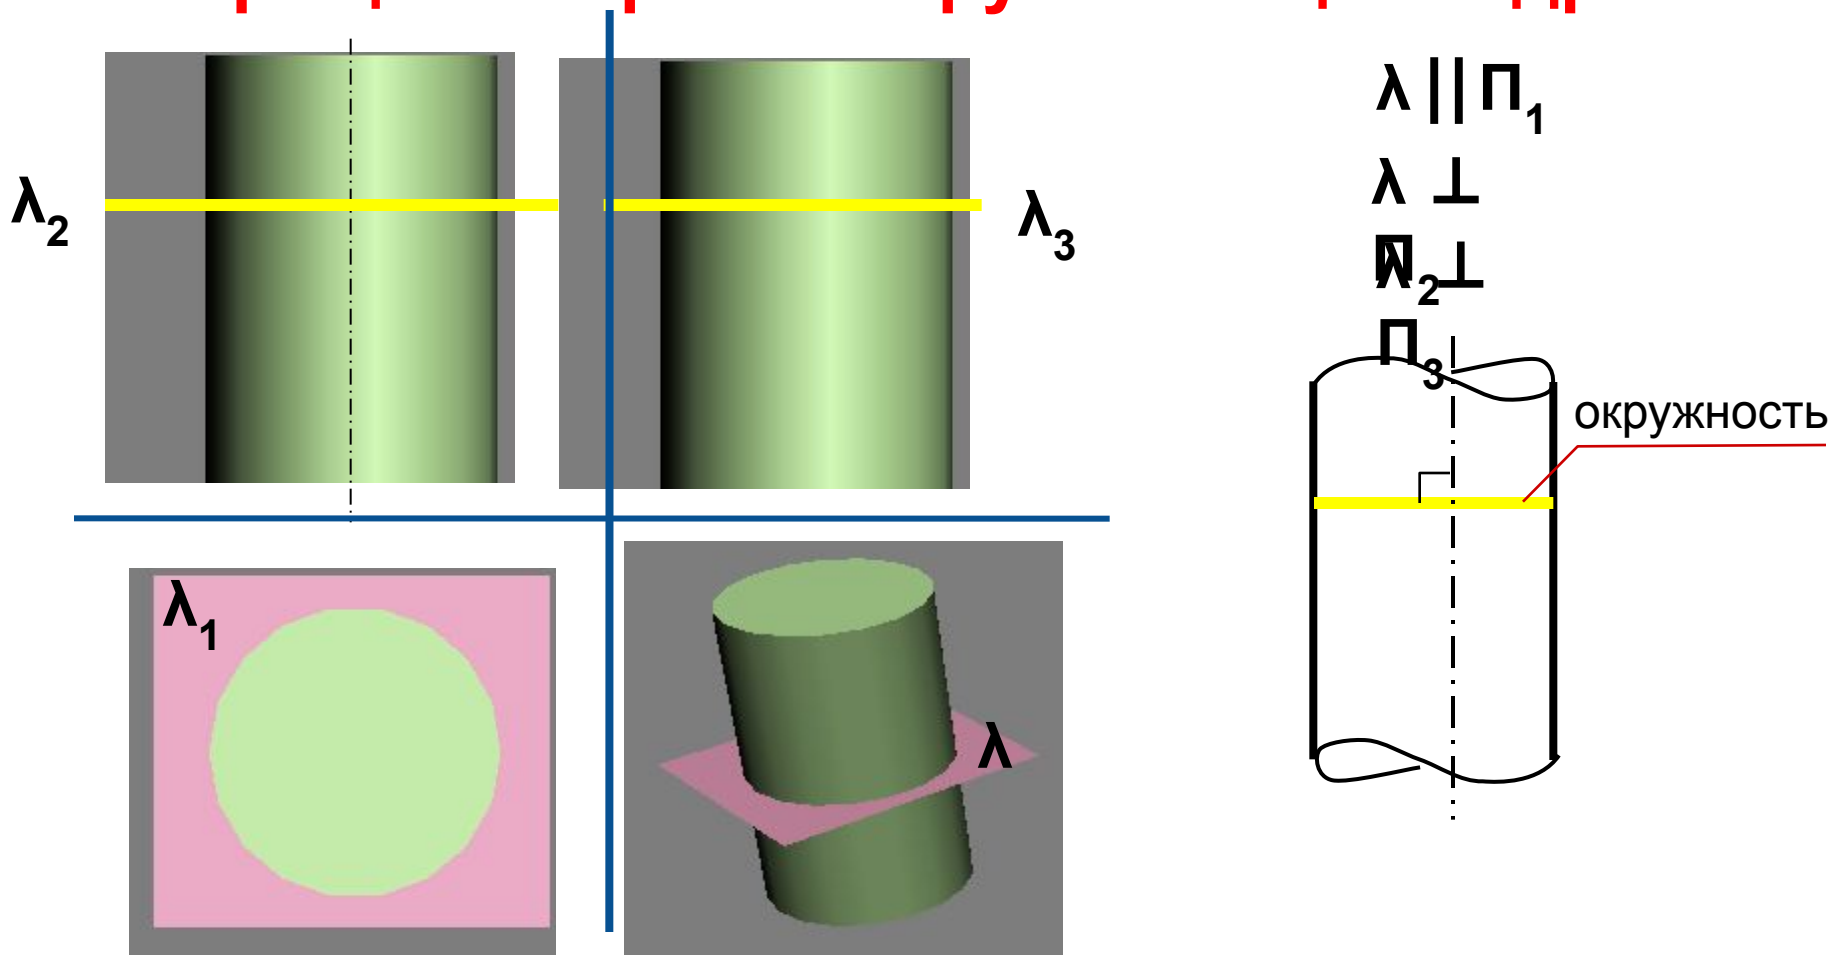 λ || П1
λ ⊥
П2
λ ⊥
П3
λ2
λ3
окружность
λ1
λ